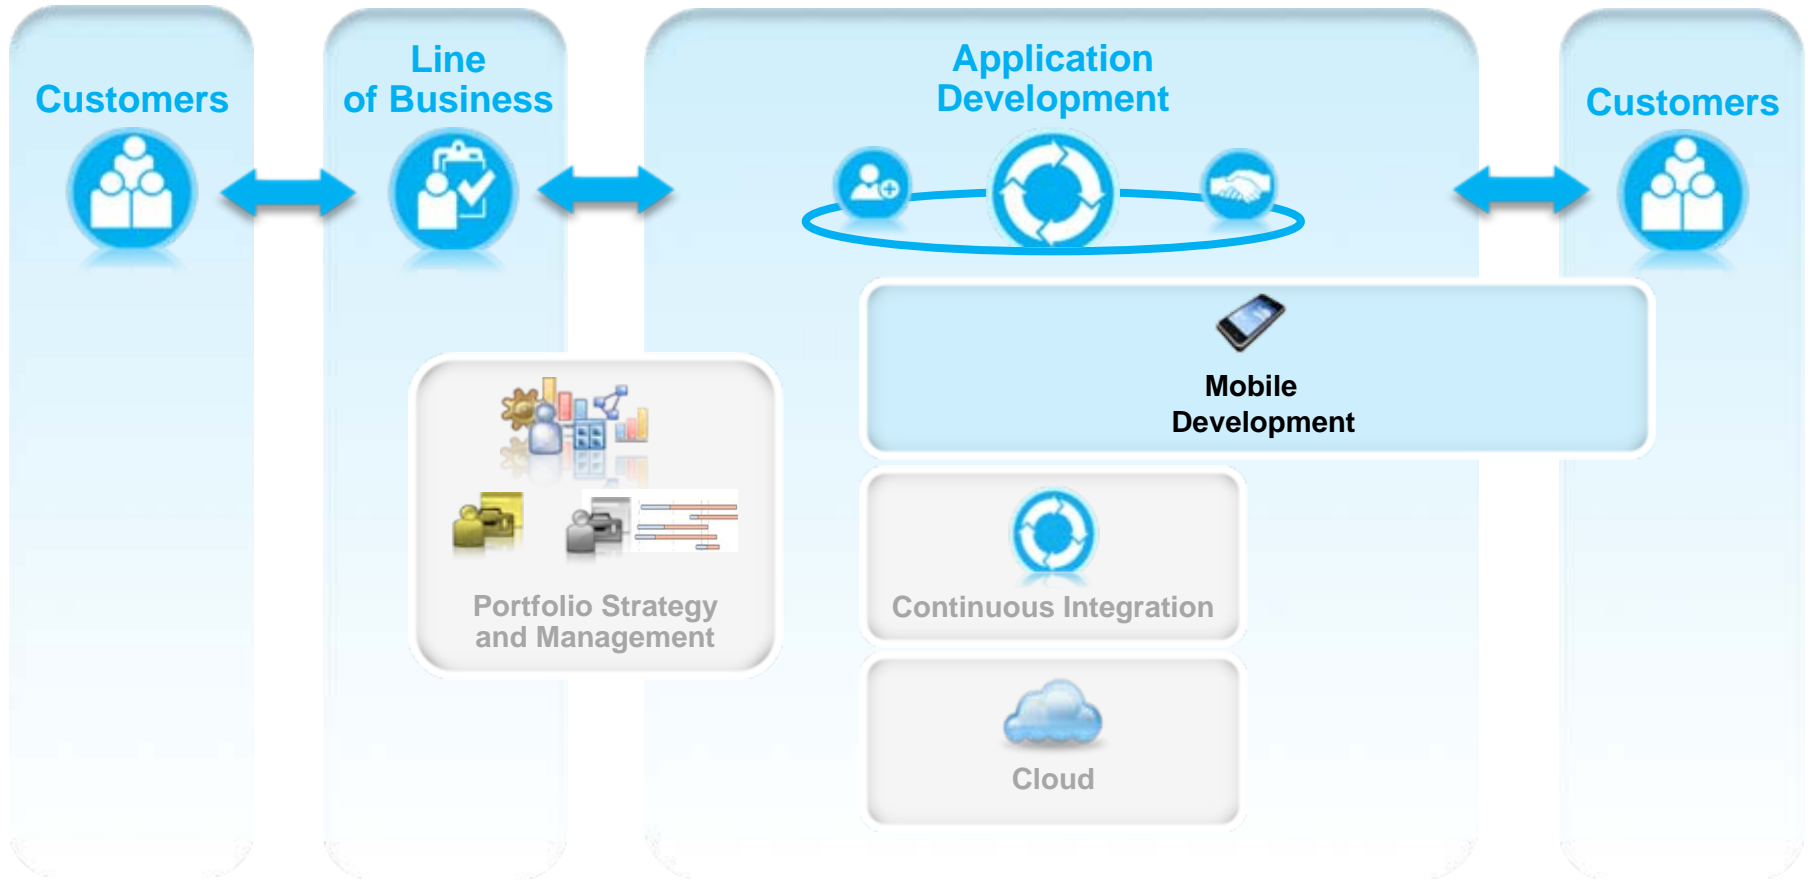 Customers
Line
of Business
Application
Development
Customers
Mobile
Development
Portfolio Strategy
and Management
Continuous Integration
Cloud